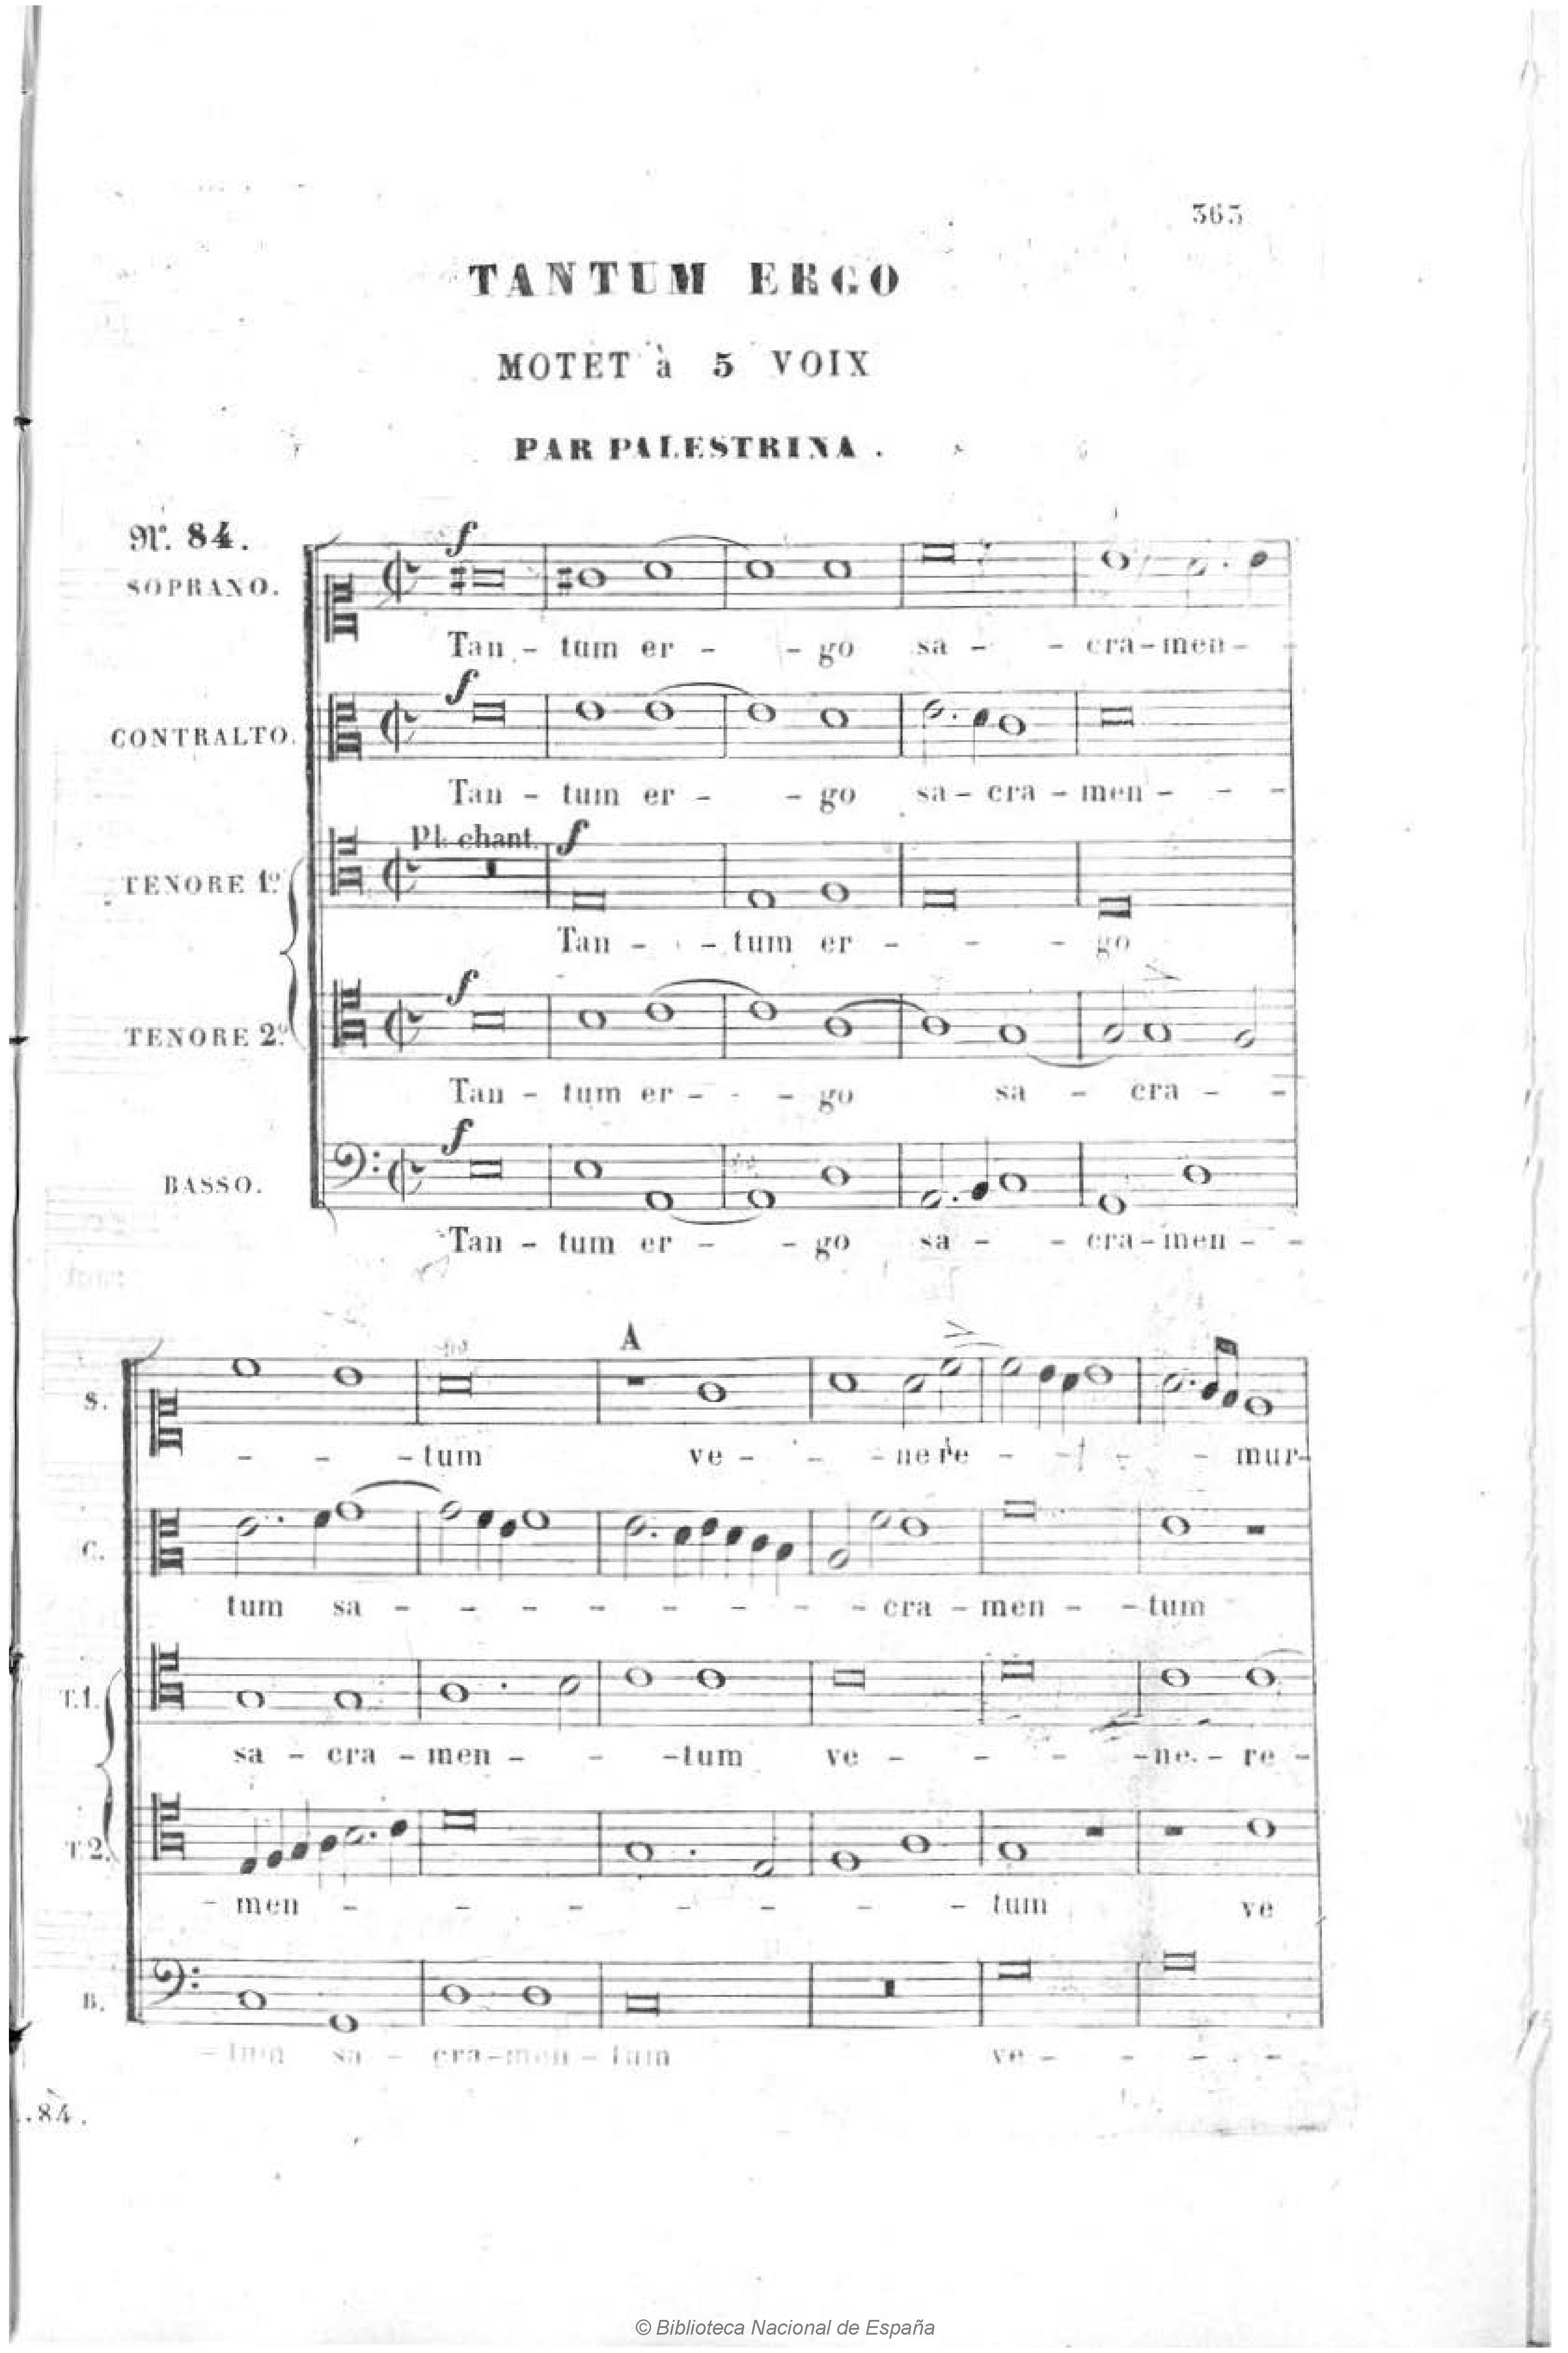 363
TANTUM ERGO
MOTET à 5 VOIX
PAR PALESTRINA.
Nº. 84.
SOPRANO.
f
Tan - tum er - - go sa - - cra-men-
CONTRALTO.
f
Tan - tum er - - go sa - cra - men - - -
TENORE 1º
Pl: chant. f
Tan - - tum er - - - go
TENORE 2º
f
Tan - tum er - - - go sa - cra - -
BASSO.
f
Tan - tum er - - go sa - - cra-men - -
A
S.
- - - tum ve - - - ne re - - - - mur-
C.
tum sa - - - - - - - - cra - men - - tum
T.1.
sa - cra - men - - - tum ve - - - - ne - re -
T.2.
- men - - - - - - - tum ve
B.
- tum sa - cra-men - tum ve - - - -
.84.
© Biblioteca Nacional de España